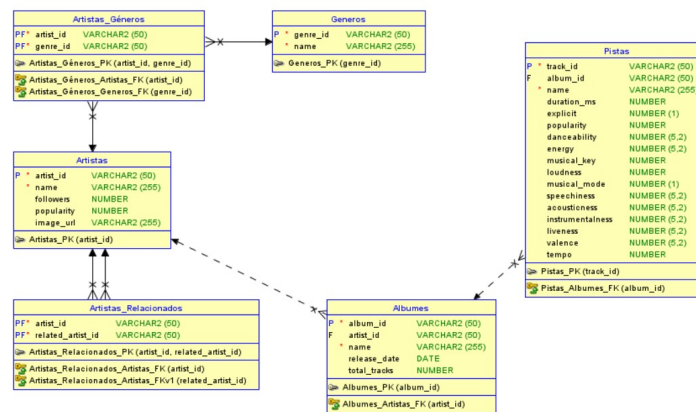 Artistas_Géneros
PF* artist_id VARCHAR2 (50)
PF* genre_id VARCHAR2 (50)
Artistas_Géneros_PK (artist_id, genre_id)
Artistas_Géneros_Artistas_FK (artist_id)
Artistas_Géneros_Generos_FK (genre_id)
Generos
P * genre_id VARCHAR2 (50)
* name VARCHAR2 (255)
Generos_PK (genre_id)
Pistas
P * track_id VARCHAR2 (50)
F album_id VARCHAR2 (50)
* name VARCHAR2 (255)
duration_ms NUMBER
explicit NUMBER (1)
popularity NUMBER
danceability NUMBER (5,2)
energy NUMBER (5,2)
musical_key NUMBER
loudness NUMBER
musical_mode NUMBER (1)
speechiness NUMBER (5,2)
acousticness NUMBER (5,2)
instrumentalness NUMBER (5,2)
liveness NUMBER (5,2)
valence NUMBER (5,2)
tempo NUMBER
Pistas_PK (track_id)
Pistas_Albumes_FK (album_id)
Artistas
P * artist_id VARCHAR2 (50)
* name VARCHAR2 (255)
followers NUMBER
popularity NUMBER
image_url VARCHAR2 (255)
Artistas_PK (artist_id)
Artistas_Relacionados
PF* artist_id VARCHAR2 (50)
PF* related_artist_id VARCHAR2 (50)
Artistas_Relacionados_PK (artist_id, related_artist_id)
Artistas_Relacionados_Artistas_FK (artist_id)
Artistas_Relacionados_Artistas_FKv1 (related_artist_id)
Albumes
P * album_id VARCHAR2 (50)
F artist_id VARCHAR2 (50)
* name VARCHAR2 (255)
release_date DATE
total_tracks NUMBER
Albumes_PK (album_id)
Albumes_Artistas_FK (artist_id)